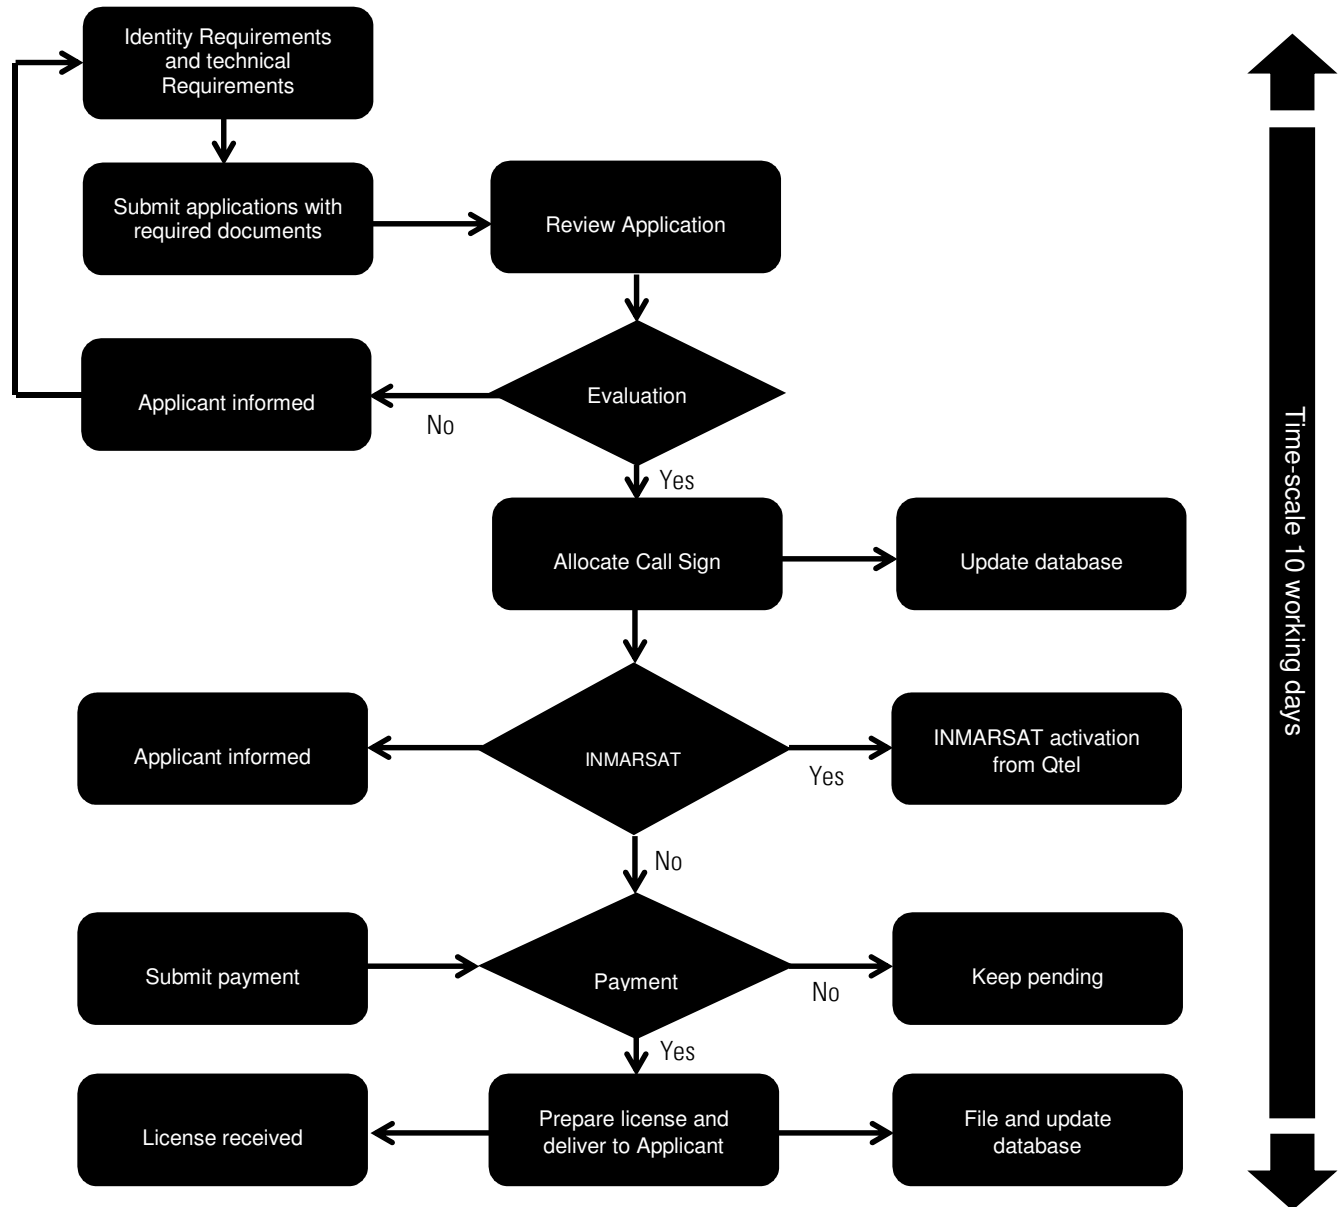 Identity Requirements
and technical
Requirements
Submit applications with
required documents
Review Application
Applicant informed
No
Evaluation
Yes
Allocate Call Sign
Update database
Applicant informed
INMARSAT
Yes
INMARSAT activation
from Qtel
No
Submit payment
Payment
No
Keep pending
Yes
License received
Prepare license and
deliver to Applicant
File and update
database
Time-scale 10 working days